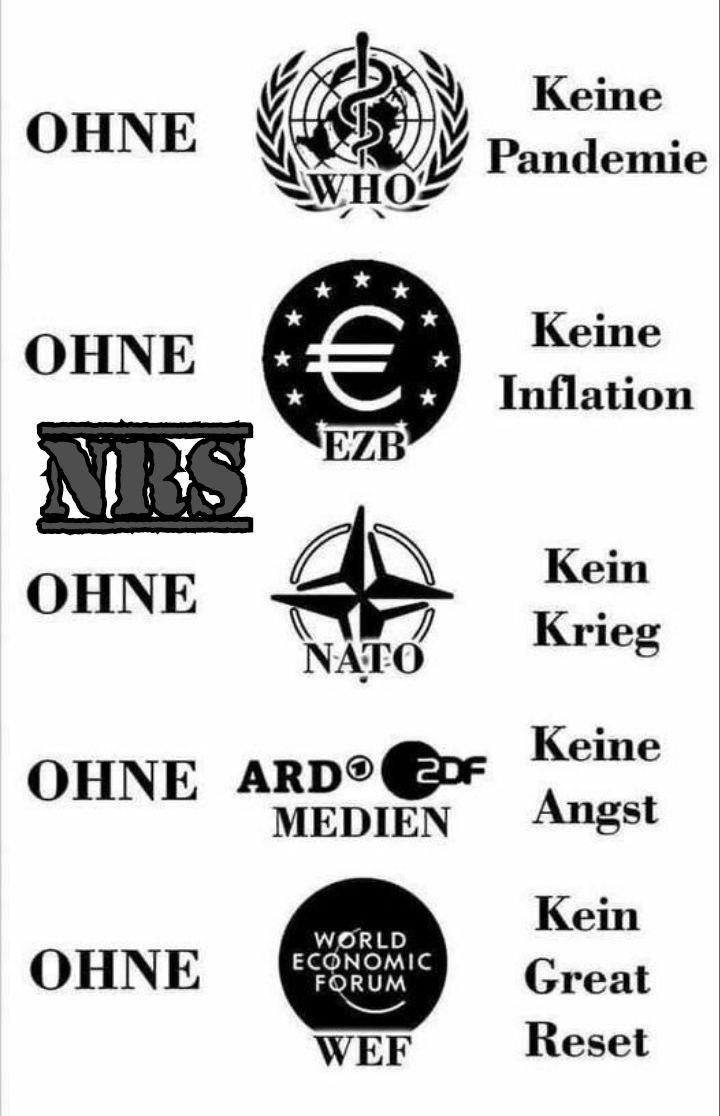 OHNE WHO Keine
Pandemie
OHNE EZB Keine
Inflation
NRS
OHNE NATO Kein
Krieg
OHNE ARD 1 ZDF Keine
MEDIEN Angst
OHNE WORLD
ECONOMIC
FORUM
WEF Kein
Great
Reset